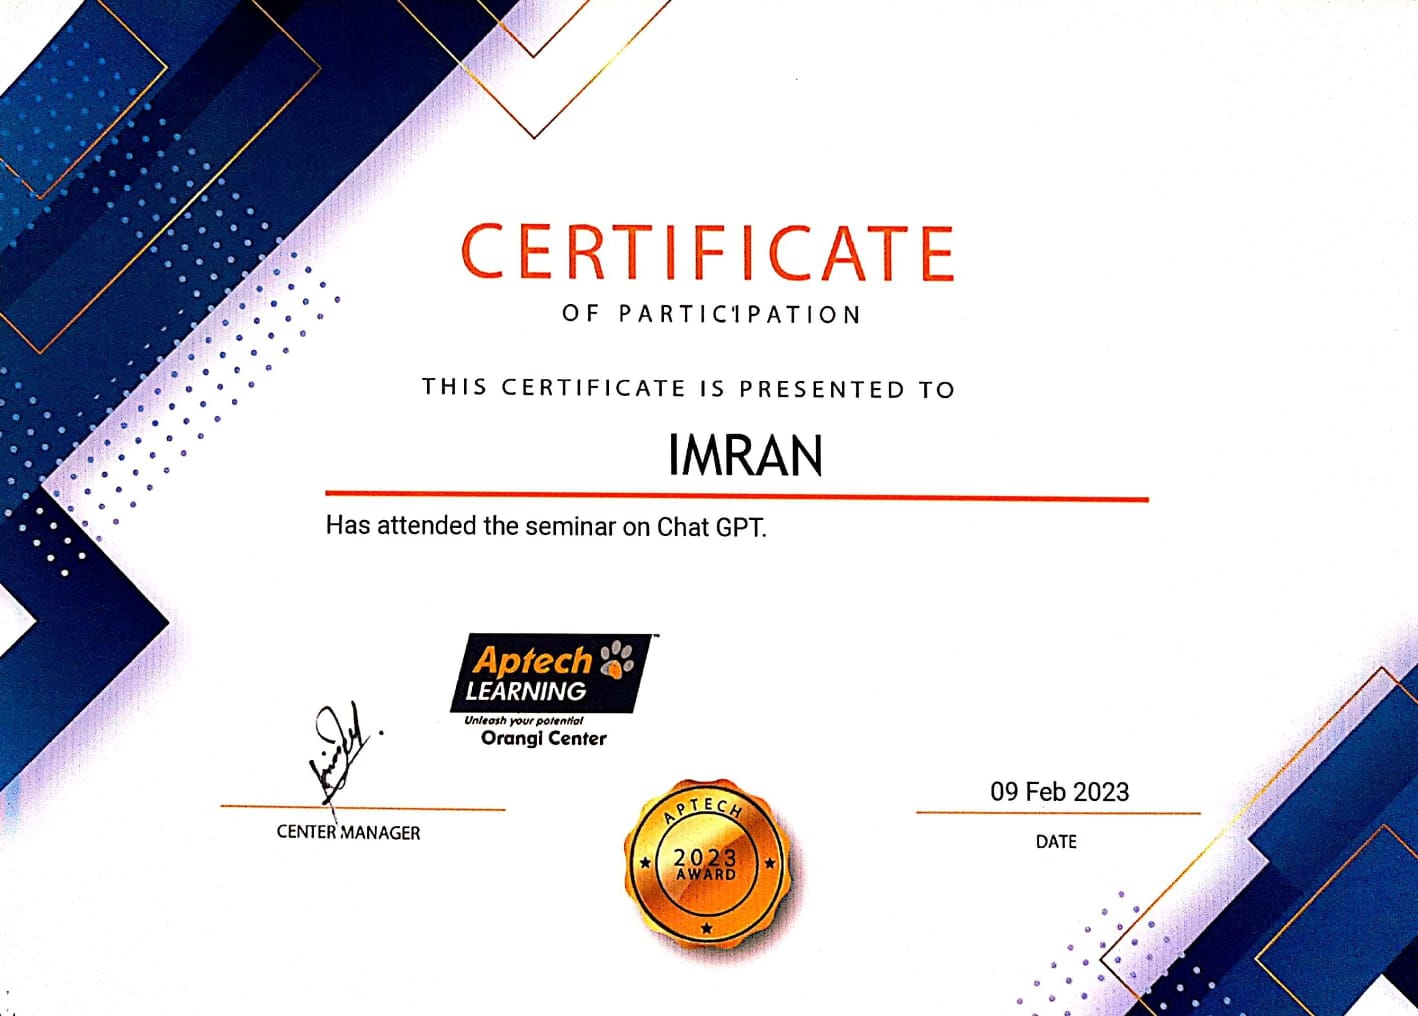 CERTIFICATE
OF PARTICIPATION
THIS CERTIFICATE IS PRESENTED TO
IMRAN
Has attended the seminar on Chat GPT.
Aptech
LEARNING
Unleash your potential
Orangi Center
CENTER MANAGER
APTECH
2023
AWARD
09 Feb 2023
DATE